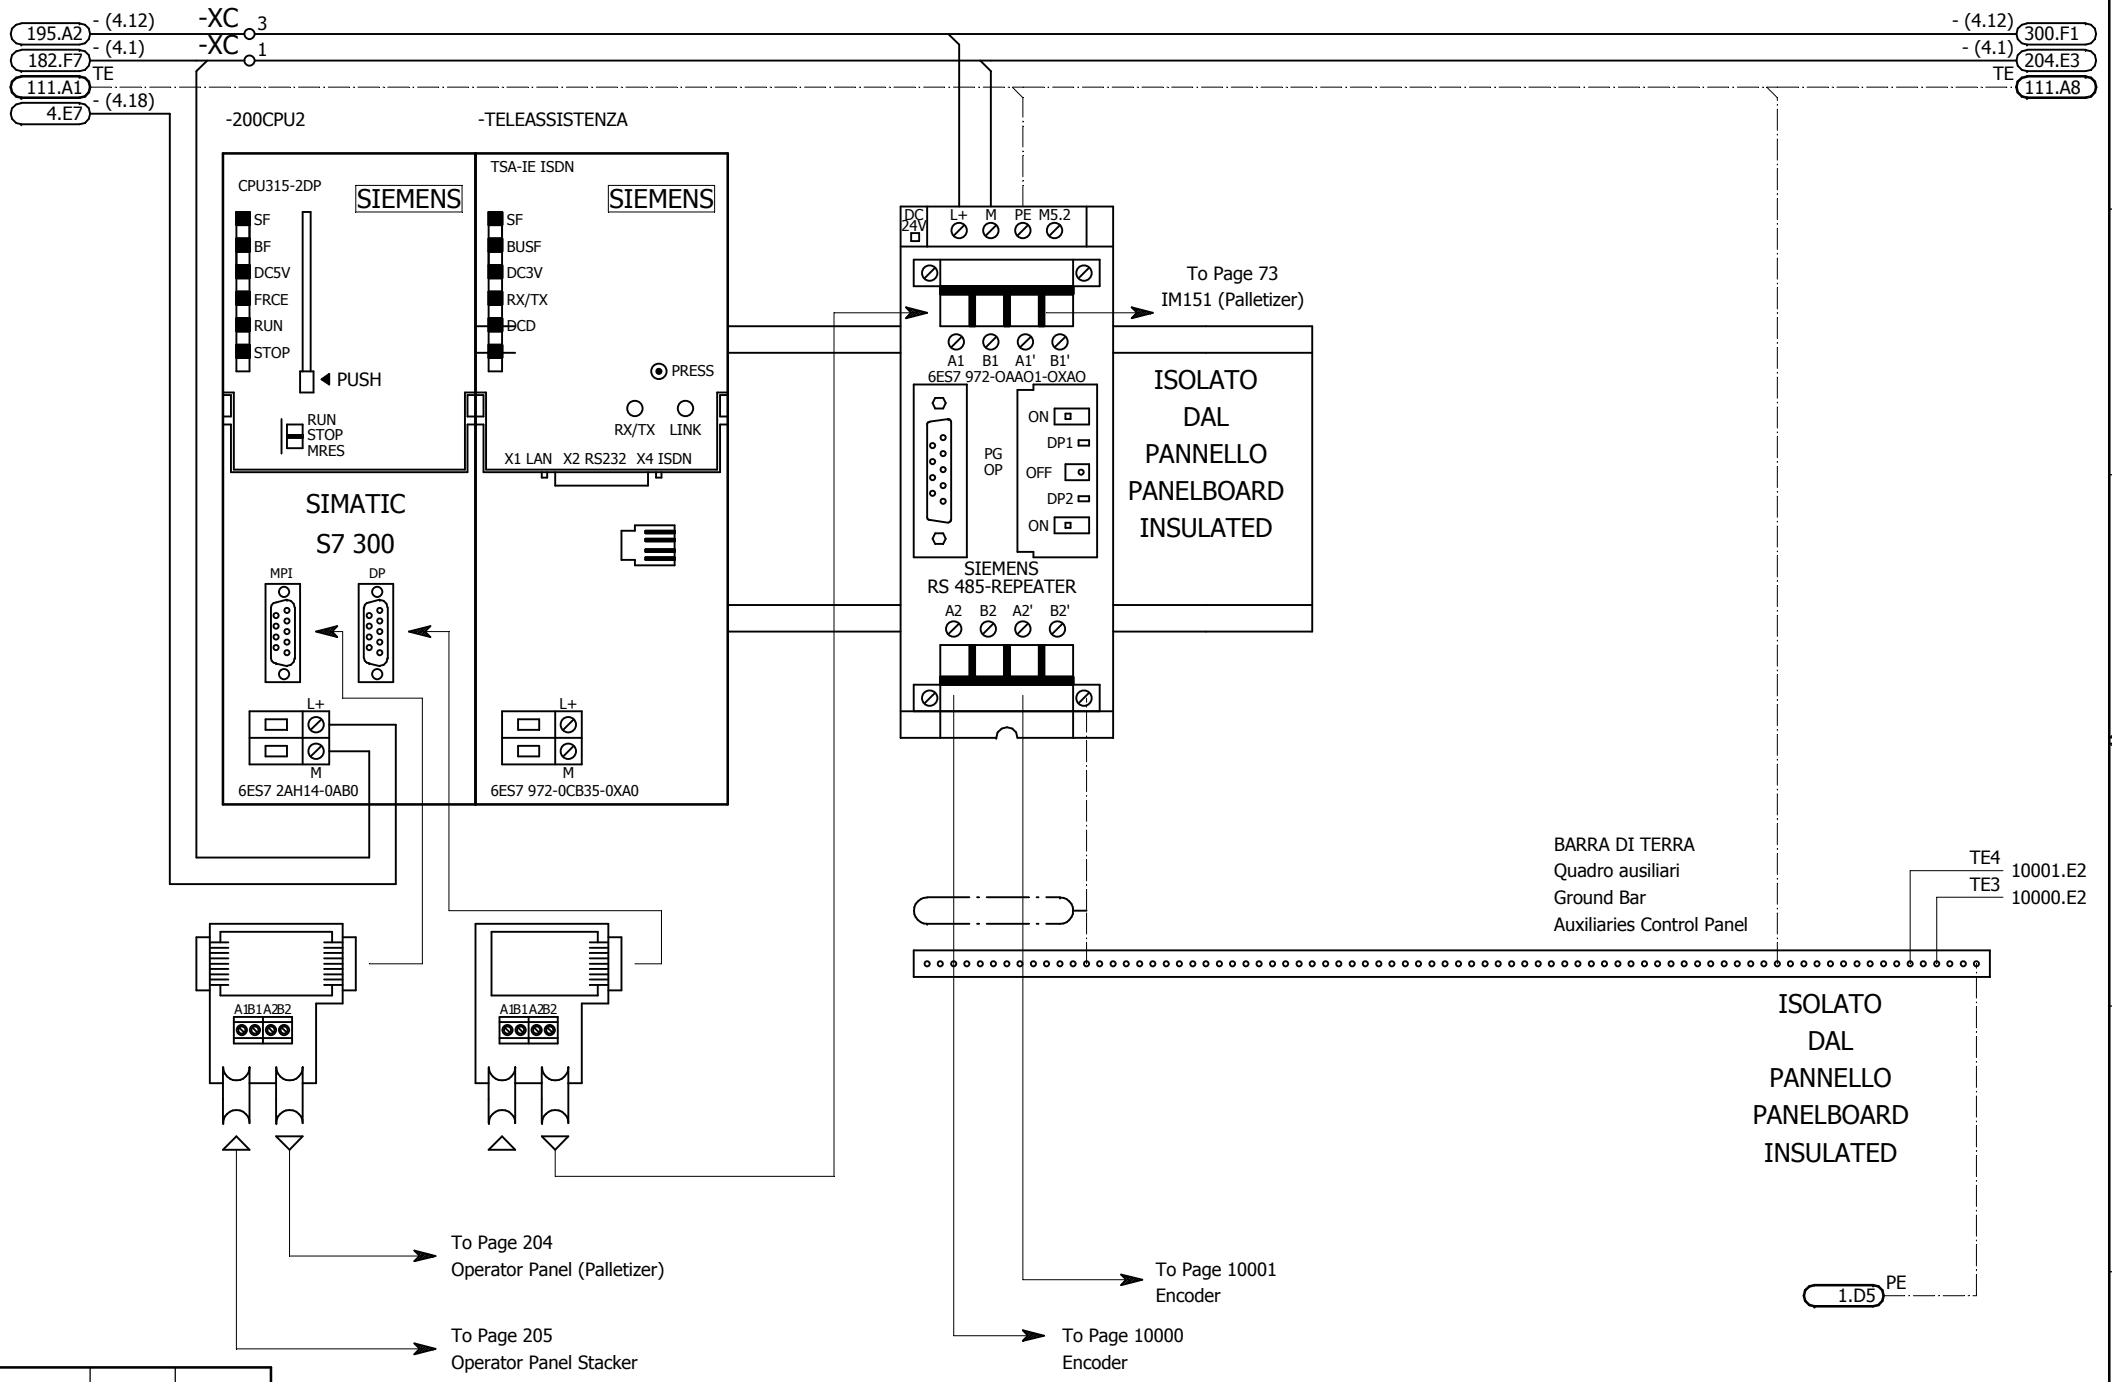 195.A2 - (4.12) -XC 3 - (4.12) 300.F1
182.F7 - (4.1) -XC 1 - (4.1) 204.E3
111.A1 TE TE 111.A8
4.E7 - (4.18)
-200CPU2 -TELEASSISTENZA
CPU315-2DP
SIEMENS
SF
BF
DC5V
FRCE
RUN
STOP
PUSH
RUN
STOP
MRES
SIMATIC
S7 300
MPI DP
L+
M
6ES7 2AH14-0AB0
TSA-IE ISDN
SIEMENS
SF
BUSF
DC3V
RX/TX
DCD
PRESS
RX/TX LINK
X1 LAN X2 RS232 X4 ISDN
L+
M
6ES7 972-0CB35-0XA0
DC
24V
L+ M PE M5.2
To Page 73
IM151 (Palletizer)
A1 B1 A1' B1'
6ES7 972-OAAO1-OXAO
ON
DP1
PG
OP
OFF
DP2
ON
SIEMENS
RS 485-REPEATER
A2 B2 A2' B2'
ISOLATO
DAL
PANNELLO
PANELBOARD
INSULATED
BARRA DI TERRA
Quadro ausiliari
Ground Bar
Auxiliaries Control Panel
TE4 10001.E2
TE3 10000.E2
A1B1A2B2
A1B1A2B2
ISOLATO
DAL
PANNELLO
PANELBOARD
INSULATED
To Page 204
Operator Panel (Palletizer)
To Page 205
Operator Panel Stacker
To Page 10001
Encoder
To Page 10000
Encoder
1.D5 PE